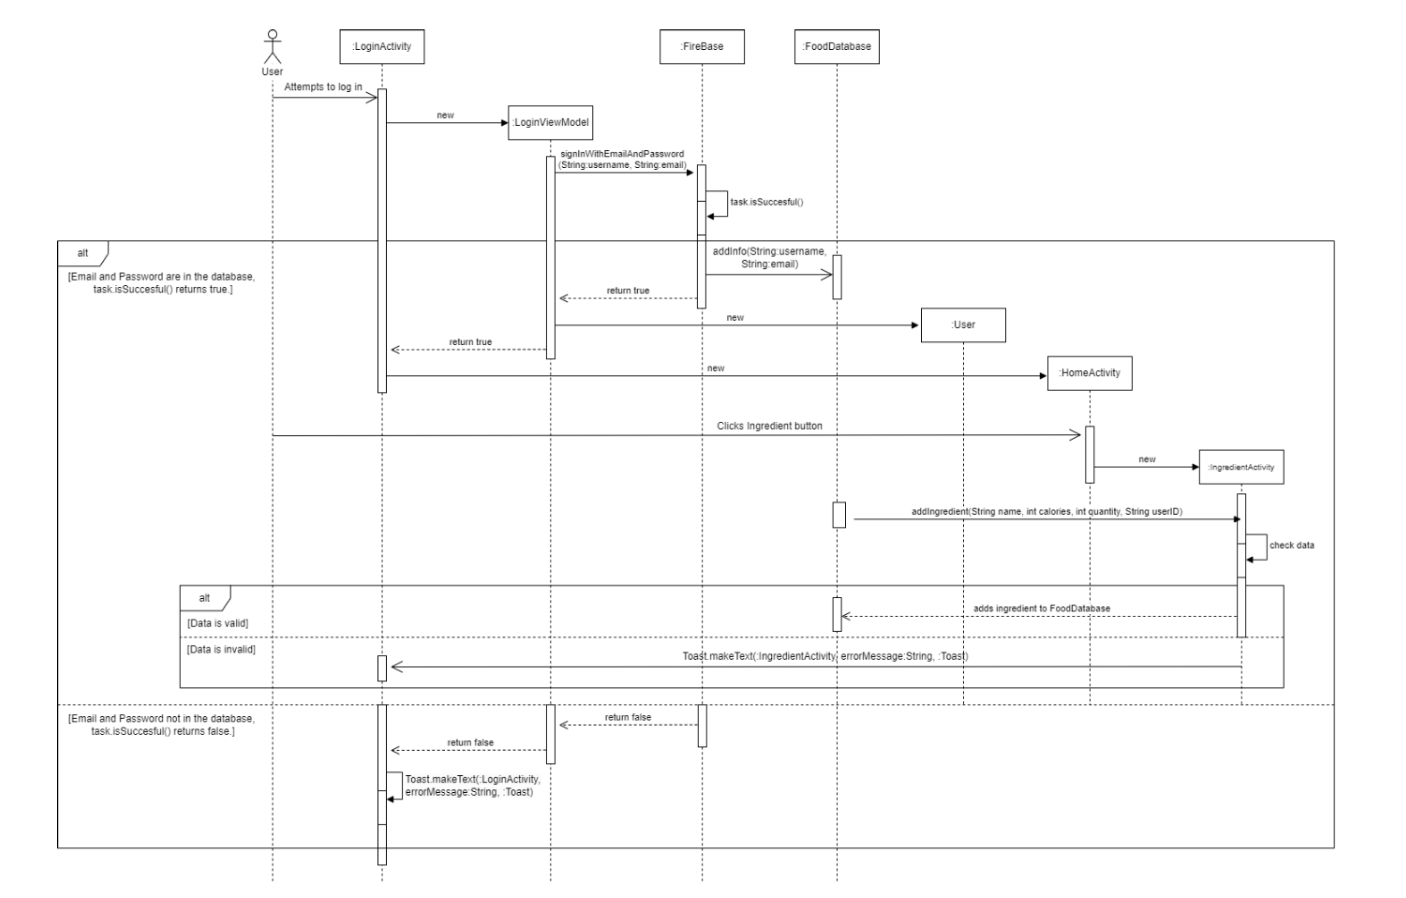 :LoginActivity
:FireBase
:FoodDatabase
User
Attempts to log in
new
:LoginViewModel
signInWithEmailAndPassword
(String:username, String:email)
task.isSuccesful()
alt
[Email and Password are in the database,
task.isSuccesful() returns true.]
addInfo(String:username,
String:email)
return true
new
:User
return true
new
:HomeActivity
Clicks Ingredient button
new
:IngredientActivity
addIngredient(String name, int calories, int quantity, String userID)
check data
alt
[Data is valid]
adds ingredient to FoodDatabase
[Data is invalid]
Toast.makeText(:IngredientActivity, errorMessage:String, :Toast)
[Email and Password not in the database,
task.isSuccesful() returns false.]
return false
return false
Toast.makeText(:LoginActivity,
errorMessage:String, :Toast)